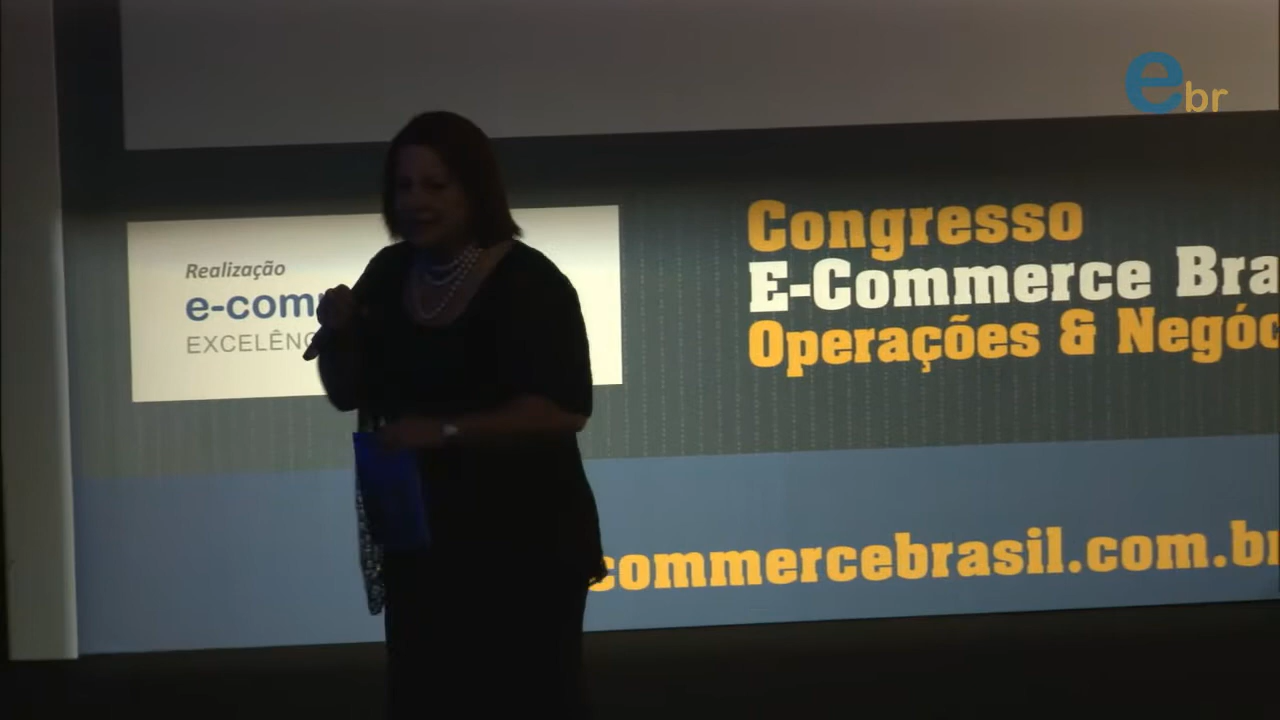 ebr
Realização
e-com
EXCELÊN
Congresso
E-Commerce Bra
Operações & Negóc
commercebrasil.com.br